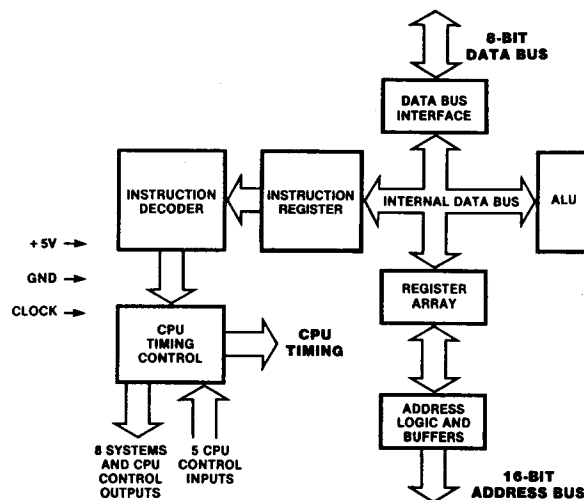 8-BIT
DATA BUS
DATA BUS
INTERFACE
INSTRUCTION
DECODER
INSTRUCTION
REGISTER
INTERNAL DATA BUS
ALU
+5V
GND
CLOCK
REGISTER
ARRAY
CPU
TIMING
CONTROL
CPU
TIMING
ADDRESS
LOGIC AND
BUFFERS
8 SYSTEMS
AND CPU
CONTROL
OUTPUTS
5 CPU
CONTROL
INPUTS
16-BIT
ADDRESS BUS